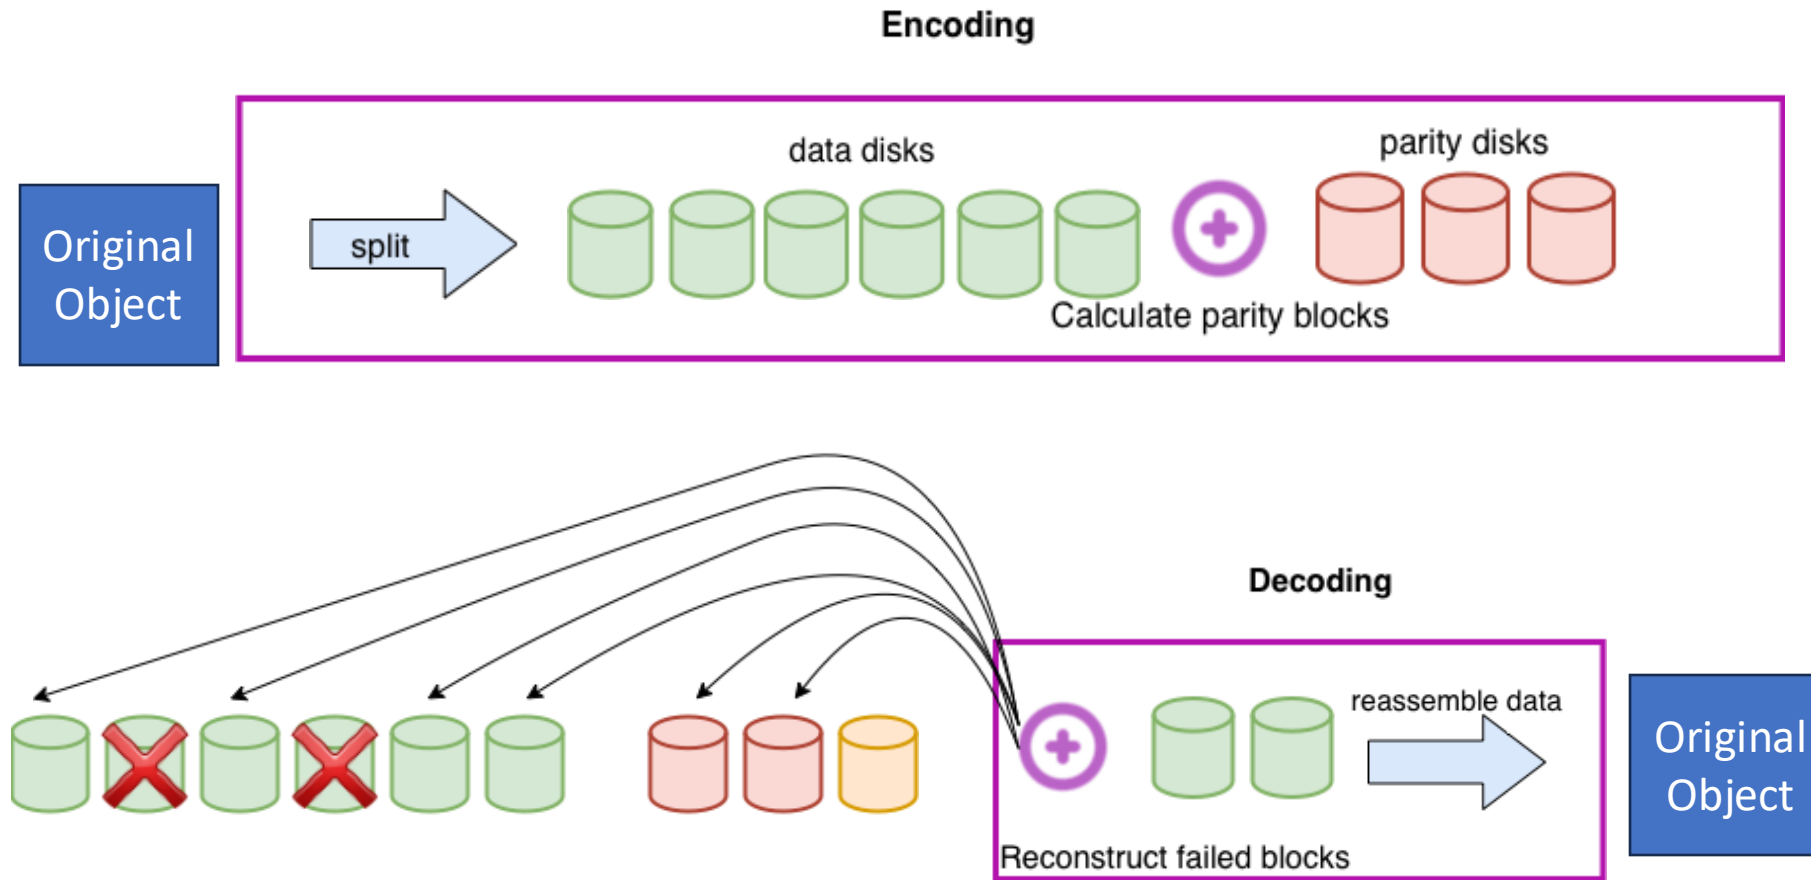 Encoding
data disks
parity disks
Original
Object
split
Calculate parity blocks
Decoding
reassemble data
Original
Object
Reconstruct failed blocks